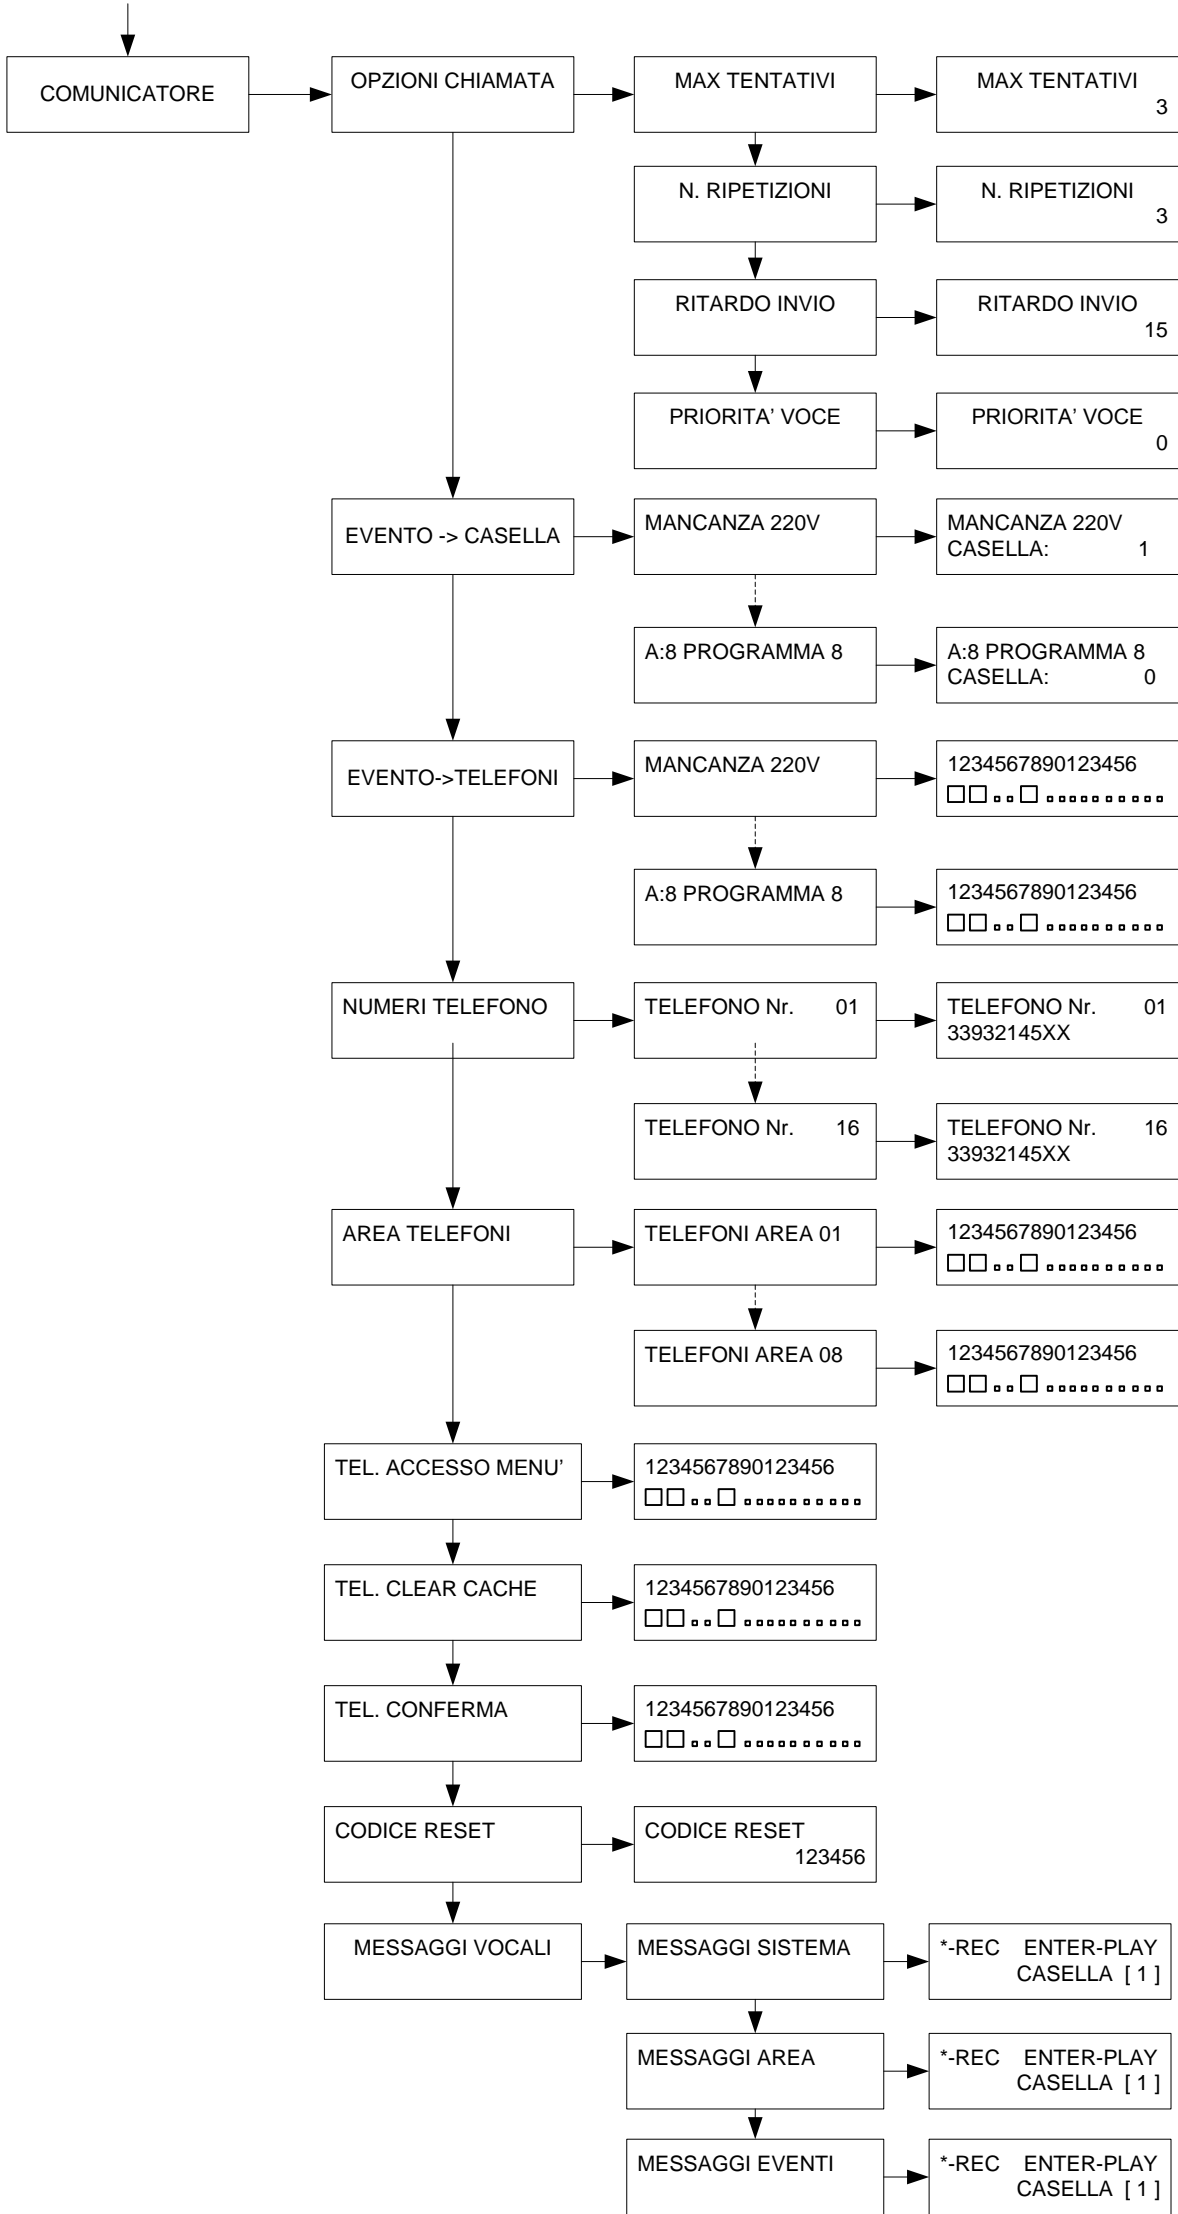 COMUNICATORE
OPZIONI CHIAMATA
MAX TENTATIVI
MAX TENTATIVI
3
N. RIPETIZIONI
N. RIPETIZIONI
3
RITARDO INVIO
RITARDO INVIO
15
PRIORITA' VOCE
PRIORITA' VOCE
0
EVENTO -> CASELLA
MANCANZA 220V
MANCANZA 220V
CASELLA: 1
A:8 PROGRAMMA 8
A:8 PROGRAMMA 8
CASELLA: 0
EVENTO->TELEFONI
MANCANZA 220V
1234567890123456
A:8 PROGRAMMA 8
1234567890123456
NUMERI TELEFONO
TELEFONO Nr. 01
TELEFONO Nr. 01
33932145XX
TELEFONO Nr. 16
TELEFONO Nr. 16
33932145XX
AREA TELEFONI
TELEFONI AREA 01
1234567890123456
TELEFONI AREA 08
1234567890123456
TEL. ACCESSO MENU'
1234567890123456
TEL. CLEAR CACHE
1234567890123456
TEL. CONFERMA
1234567890123456
CODICE RESET
CODICE RESET
123456
MESSAGGI VOCALI
MESSAGGI SISTEMA
*-REC ENTER-PLAY
CASELLA [ 1 ]
MESSAGGI AREA
*-REC ENTER-PLAY
CASELLA [ 1 ]
MESSAGGI EVENTI
*-REC ENTER-PLAY
CASELLA [ 1 ]